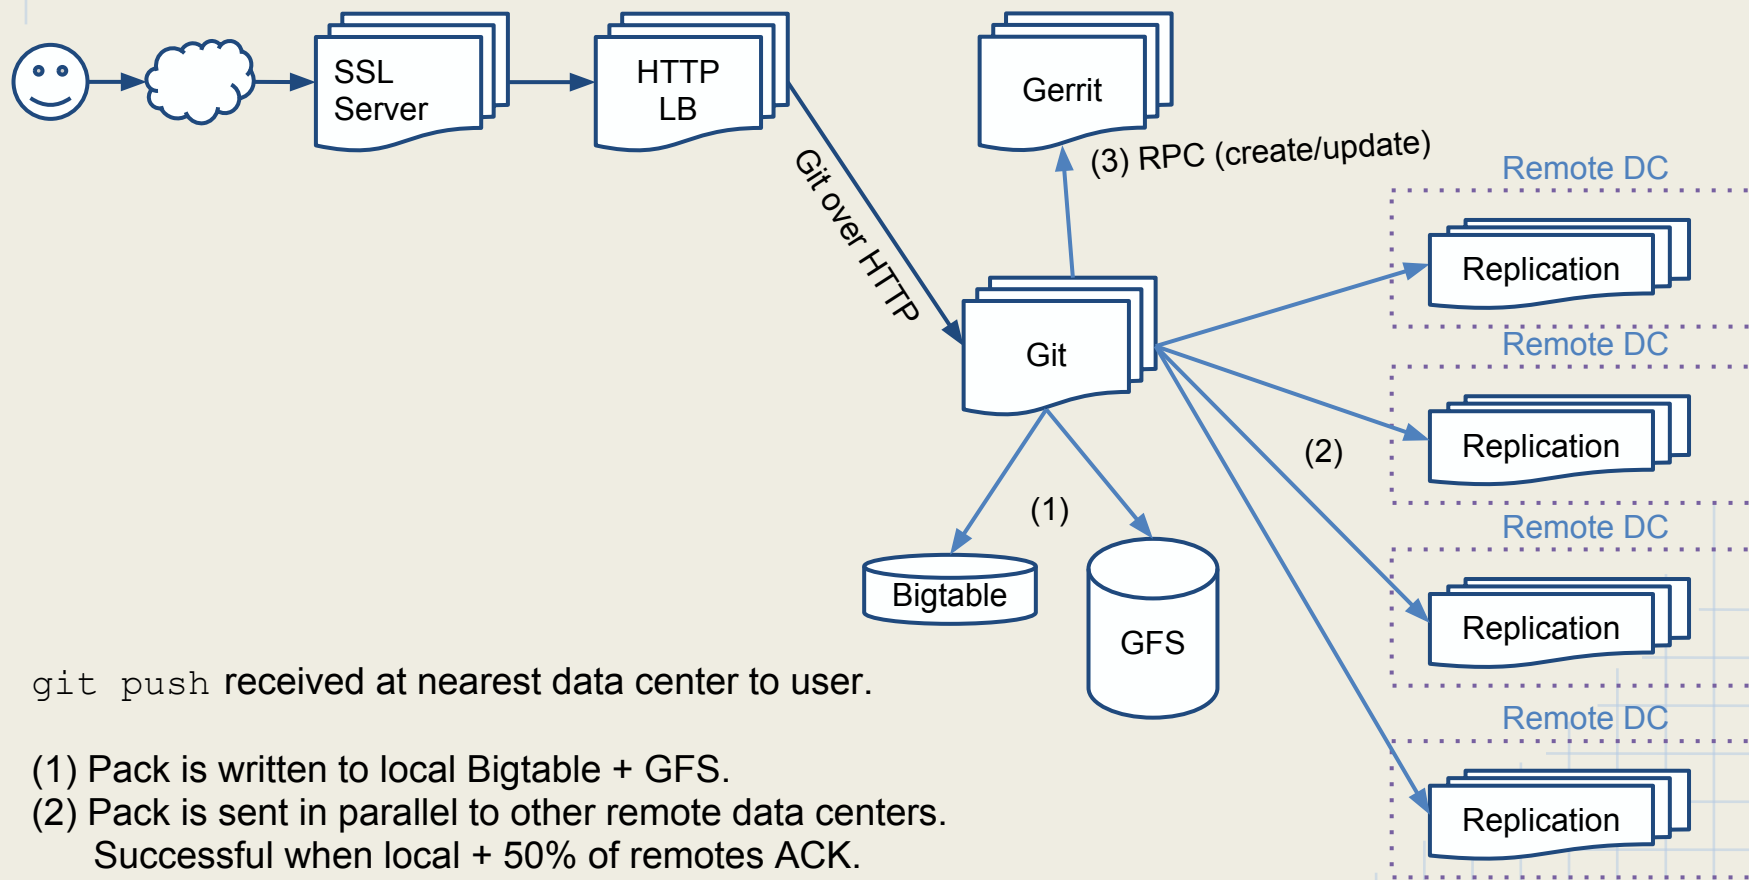 SSL
Server
HTTP
LB
Gerrit
(3) RPC (create/update)
Git over HTTP
Remote DC
Replication
Git
Remote DC
Replication
(2)
(1)
Remote DC
Replication
Bigtable
GFS
Remote DC
Replication
git push received at nearest data center to user.
(1) Pack is written to local Bigtable + GFS.
(2) Pack is sent in parallel to other remote data centers.
Successful when local + 50% of remotes ACK.